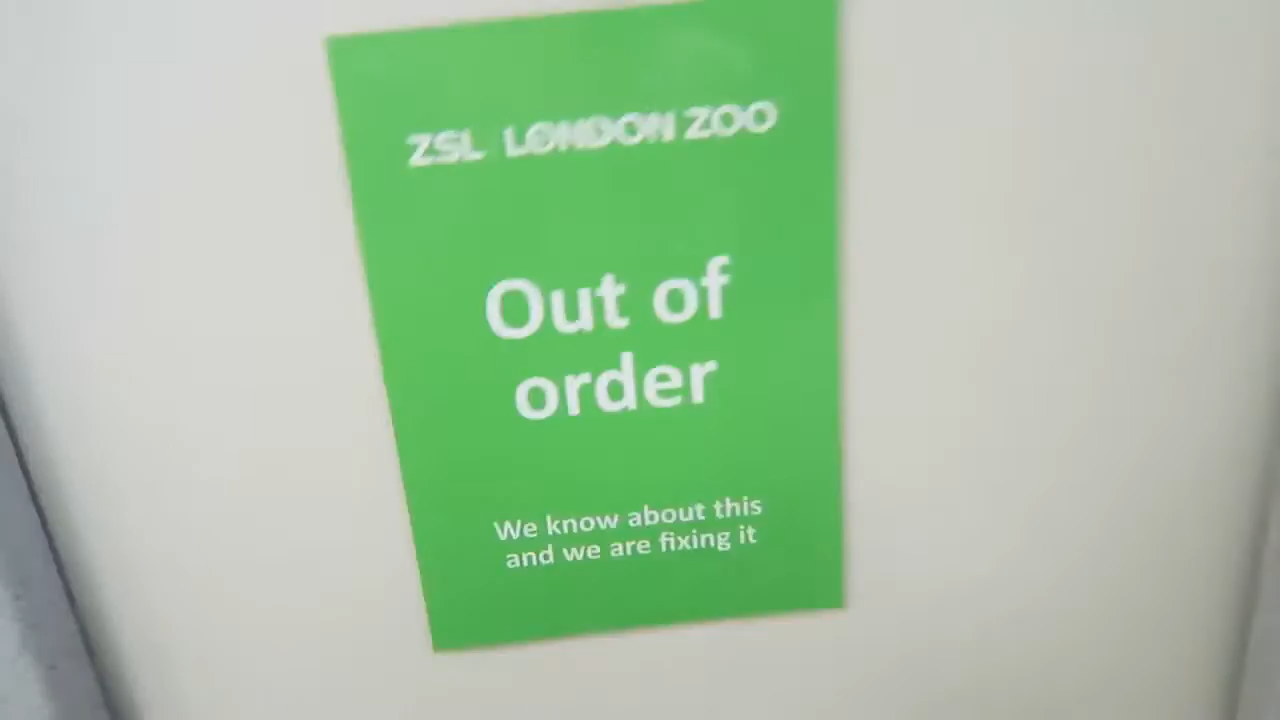 ZSL LONDON ZOO
Out of
order
We know about this
and we are fixing it